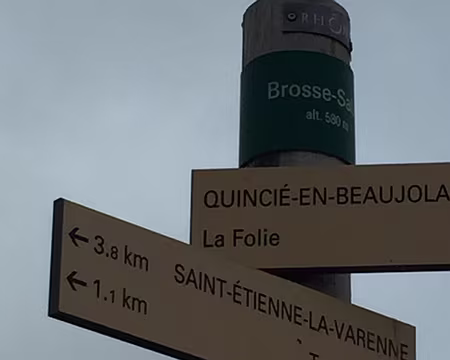 RHÔN
Brosse-Sa
alt. 580 m
QUINCIÉ-EN-BEAUJOLA
La Folie
← 3.8 km SAINT-ÉTIENNE-LA-VARENNE
← 1.1 km